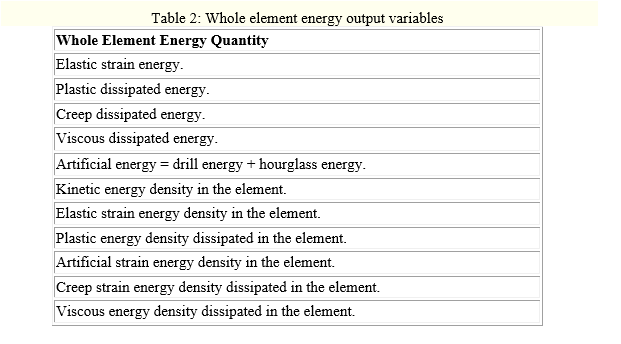 Table 2: Whole element energy output variables
Whole Element Energy Quantity
Elastic strain energy.
Plastic dissipated energy.
Creep dissipated energy.
Viscous dissipated energy.
Artificial energy = drill energy + hourglass energy.
Kinetic energy density in the element.
Elastic strain energy density in the element.
Plastic energy density dissipated in the element.
Artificial strain energy density in the element.
Creep strain energy density dissipated in the element.
Viscous energy density dissipated in the element.